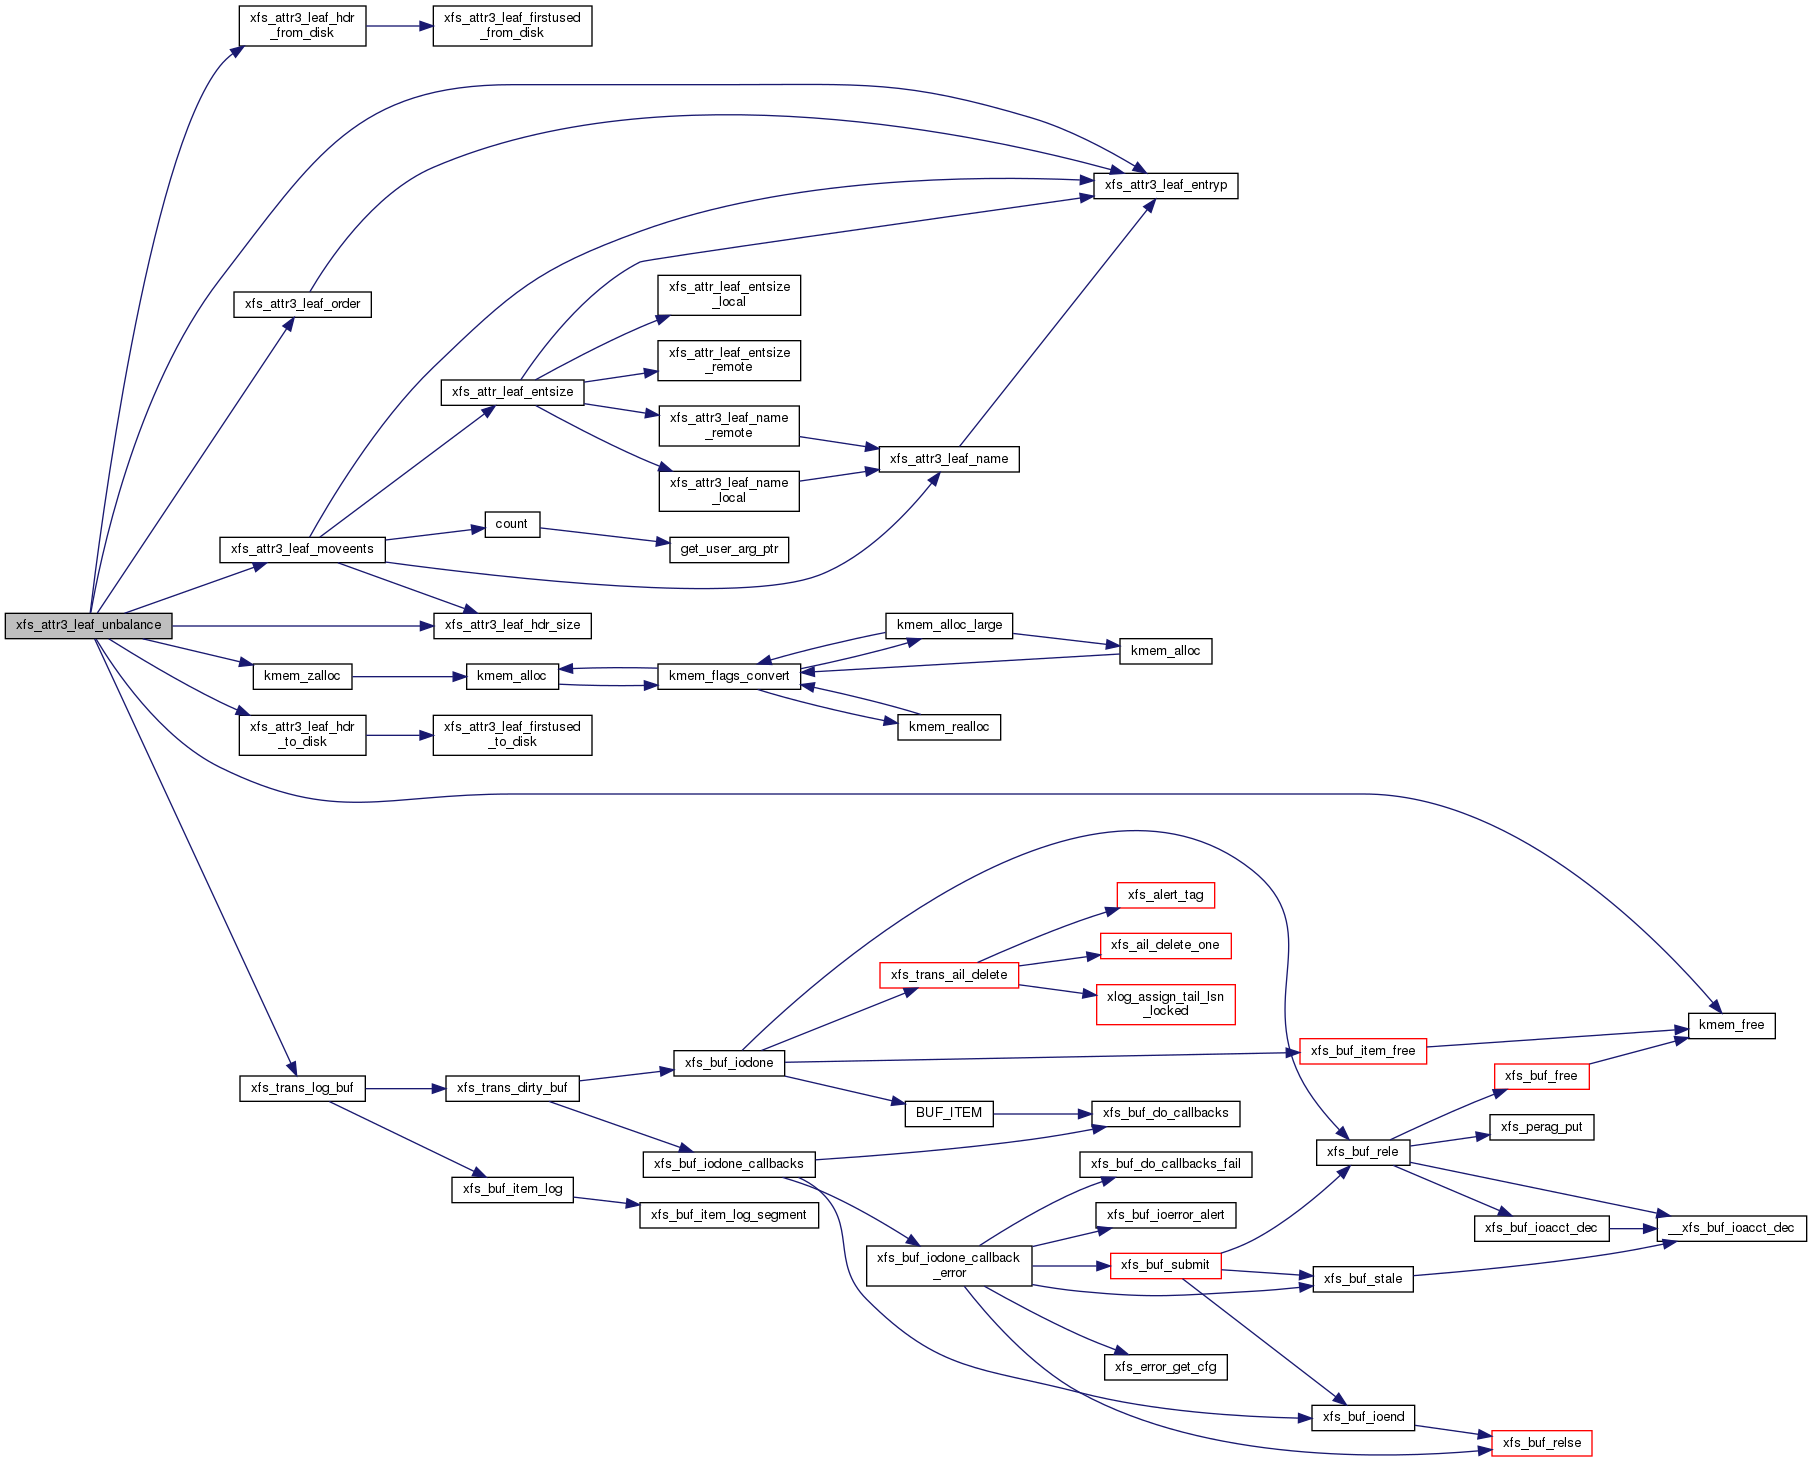 xfs_attr3_leaf_hdr
_from_disk
xfs_attr3_leaf_firstused
_from_disk
xfs_attr3_leaf_entryp
xfs_attr3_leaf_order
xfs_attr_leaf_entsize
_local
xfs_attr_leaf_entsize
_remote
xfs_attr_leaf_entsize
xfs_attr3_leaf_name
_remote
xfs_attr3_leaf_name
xfs_attr3_leaf_name
_local
count
xfs_attr3_leaf_moveents
get_user_arg_ptr
xfs_attr3_leaf_unbalance
xfs_attr3_leaf_hdr_size
kmem_alloc_large
kmem_alloc
kmem_zalloc
kmem_alloc
kmem_flags_convert
kmem_realloc
xfs_attr3_leaf_hdr
_to_disk
xfs_attr3_leaf_firstused
_to_disk
xfs_alert_tag
xfs_ail_delete_one
xfs_trans_ail_delete
xlog_assign_tail_lsn
_locked
kmem_free
xfs_buf_item_free
xfs_buf_iodone
xfs_buf_free
xfs_trans_log_buf
xfs_trans_dirty_buf
BUF_ITEM
xfs_buf_do_callbacks
xfs_perag_put
xfs_buf_rele
xfs_buf_iodone_callbacks
xfs_buf_do_callbacks_fail
xfs_buf_item_log
xfs_buf_item_log_segment
xfs_buf_ioerror_alert
xfs_buf_ioacct_dec
__xfs_buf_ioacct_dec
xfs_buf_iodone_callback
_error
xfs_buf_submit
xfs_buf_stale
xfs_error_get_cfg
xfs_buf_ioend
xfs_buf_relse